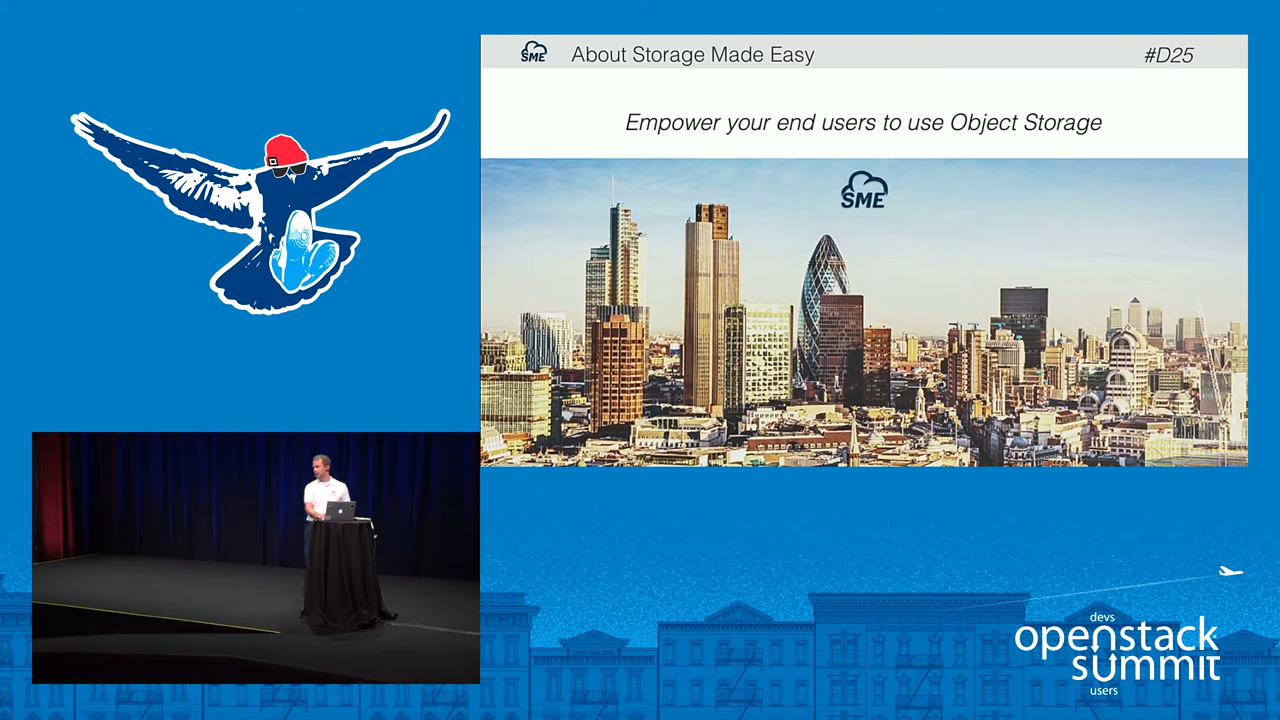 SME
About Storage Made Easy
#D25
Empower your end users to use Object Storage
SME
devs
openstack
summit
users